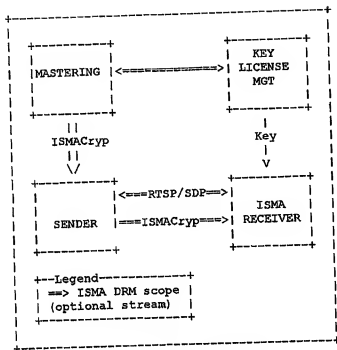 KEY
MASTERING <===========> LICENSE
MGT
||
ISMACryp Key
||
\/ V
<===RTSP/SDP==> ISMA
SENDER ===ISMACryp===> RECEIVER
+--Legend------------+
==> ISMA DRM scope
(optional stream)